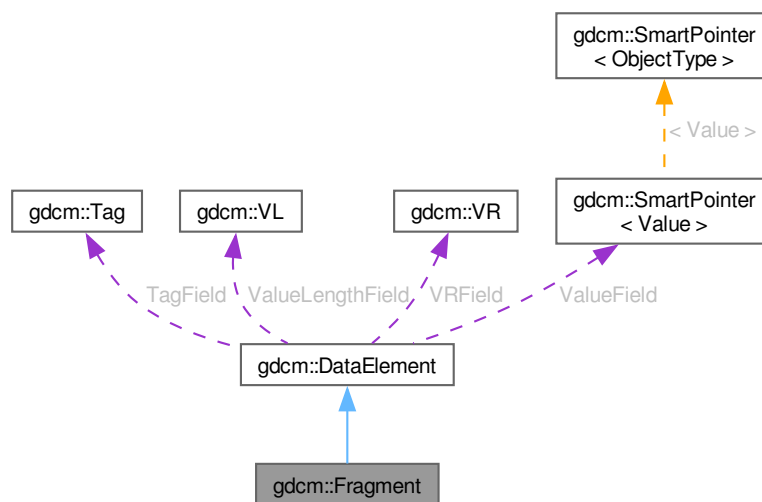 gdcm::SmartPointer
< ObjectType >
< Value >
gdcm::Tag
gdcm::VL
gdcm::VR
gdcm::SmartPointer
< Value >
TagField
ValueLengthField
VRField
ValueField
gdcm::DataElement
gdcm::Fragment